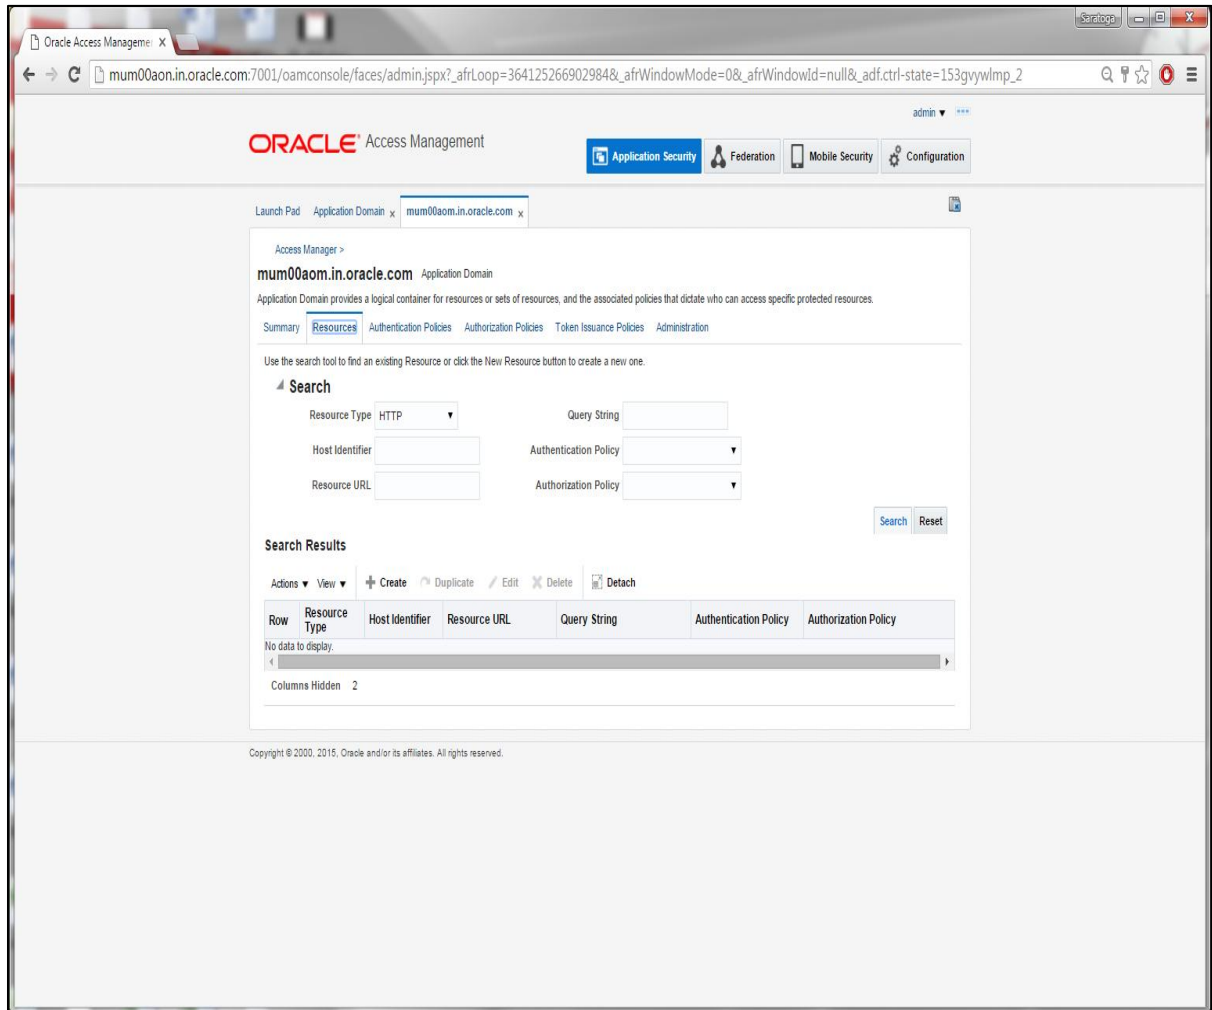 Saratoga
Oracle Access Managemer X
mum00aon.in.oracle.com:7001/oamconsole/faces/admin.jspx?_afrLoop=364125266902984&_afrWindowMode=0&_afrWindowId=null&_adf.ctrl-state=153gvywlmp_2
admin
ORACLE® Access Management
Application Security Federation Mobile Security Configuration
Launch Pad Application Domain x mum00aom.in.oracle.com x
Access Manager >
mum00aom.in.oracle.com Application Domain
Application Domain provides a logical container for resources or sets of resources, and the associated policies that dictate who can access specific protected resources.
Summary Resources Authentication Policies Authorization Policies Token Issuance Policies Administration
Use the search tool to find an existing Resource or click the New Resource button to create a new one.
Search
Resource Type HTTP Query String
Host Identifier Authentication Policy
Resource URL Authorization Policy
Search Reset
Search Results
Actions View Create Duplicate Edit Delete Detach
Row Resource Type Host Identifier Resource URL Query String Authentication Policy Authorization Policy
No data to display.
Columns Hidden 2
Copyright © 2000, 2015, Oracle and/or its affiliates. All rights reserved.